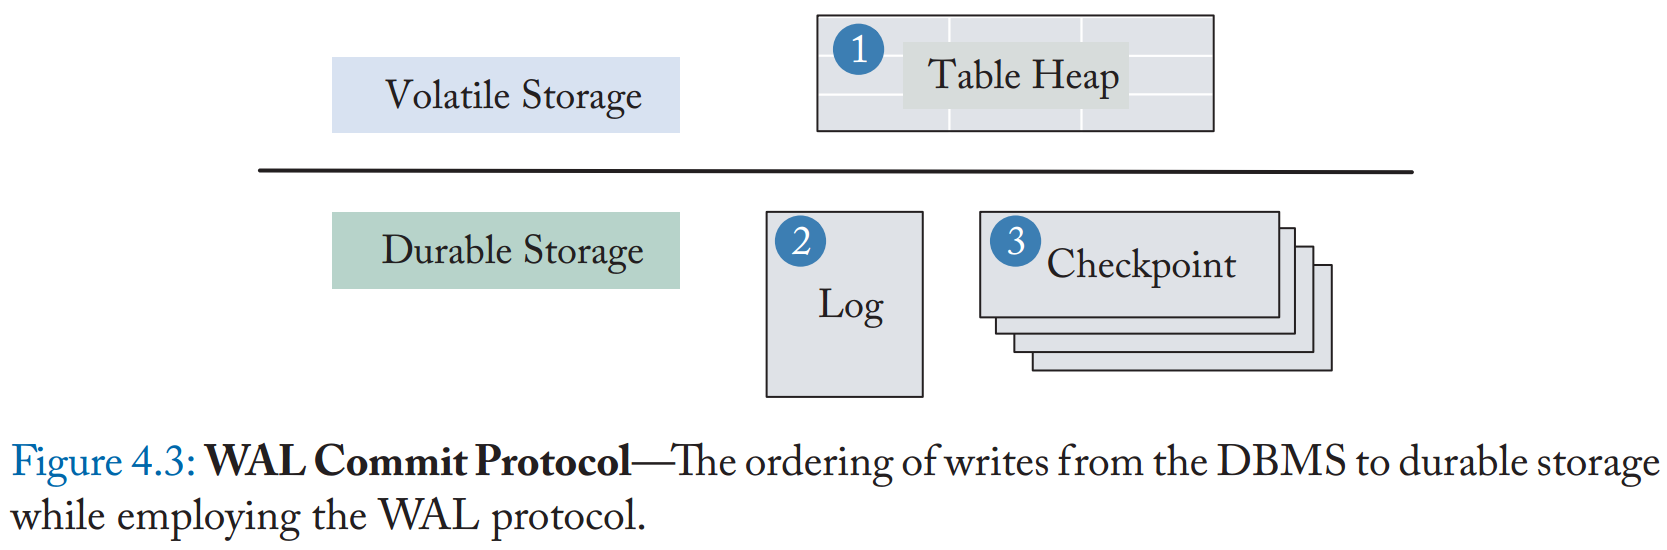 1
Table Heap
Volatile Storage
2
3
Durable Storage
Checkpoint
Log
Figure 4.3: WAL Commit Protocol—The ordering of writes from the DBMS to durable storage
while employing the WAL protocol.